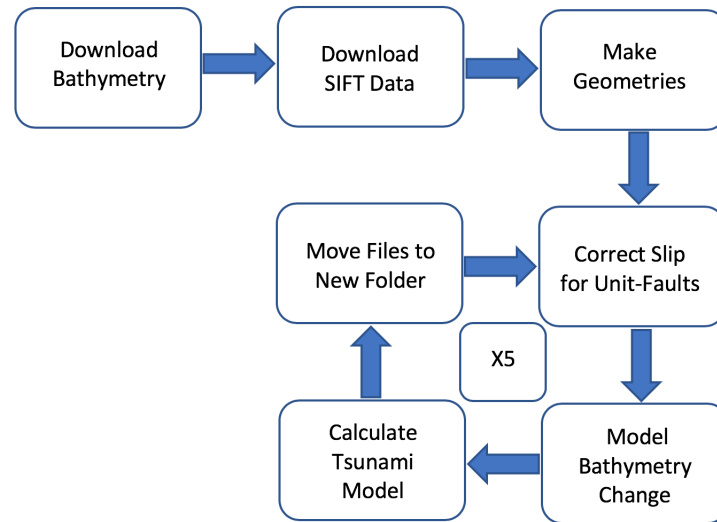 Download
Bathymetry
Download
SIFT Data
Make
Geometries
Move Files to
New Folder
Correct Slip
for Unit-Faults
X5
Calculate
Tsunami
Model
Model
Bathymetry
Change